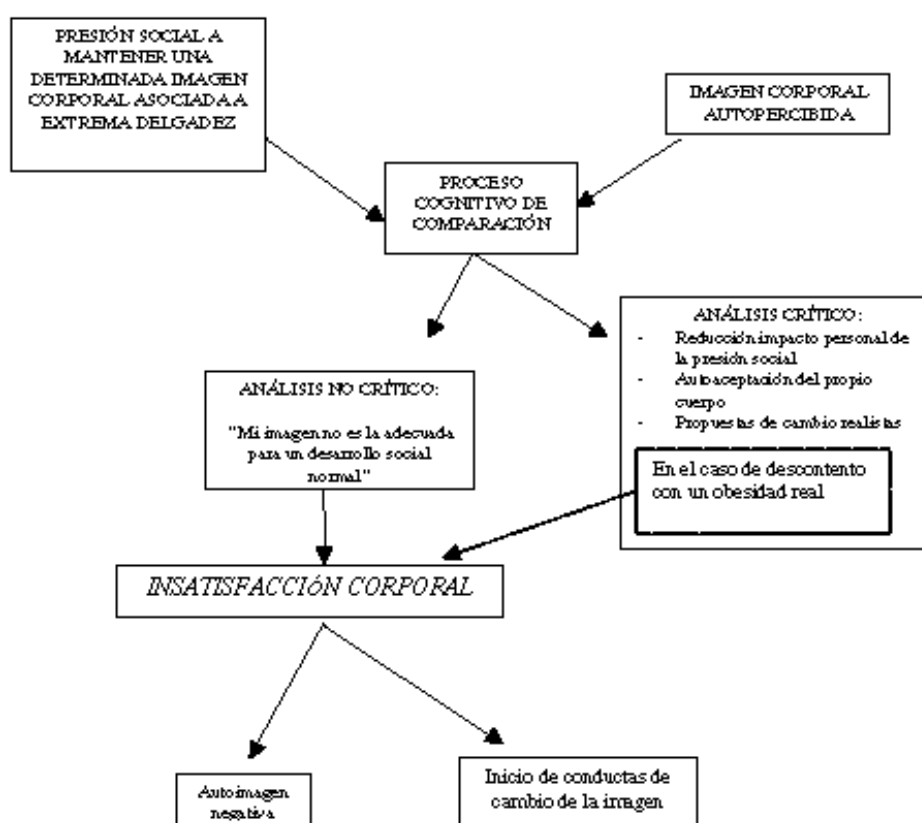 PRESIÓN SOCIAL A
MANTENER UNA
DETERMINADA IMAGEN
CORPORAL ASOCIADA A
EXTREMA DELGADEZ
IMAGEN CORPORAL
AUTOPERCIBIDA
PROCESO
COGNITIVO DE
COMPARACIÓN
ANÁLISIS CRÍTICO:
- Reducción impacto personal de
la presión social
- Autoaceptación del propio
cuerpo
- Propuestas de cambio realistas
ANÁLISIS NO CRÍTICO:
"Mi imagen no es la adecuada
para un desarrollo social
normal"
En el caso de descontento
con un obesidad real
INSATISFACCIÓN CORPORAL
Autoimagen
negativa
Inicio de conductas de
cambio de la imagen